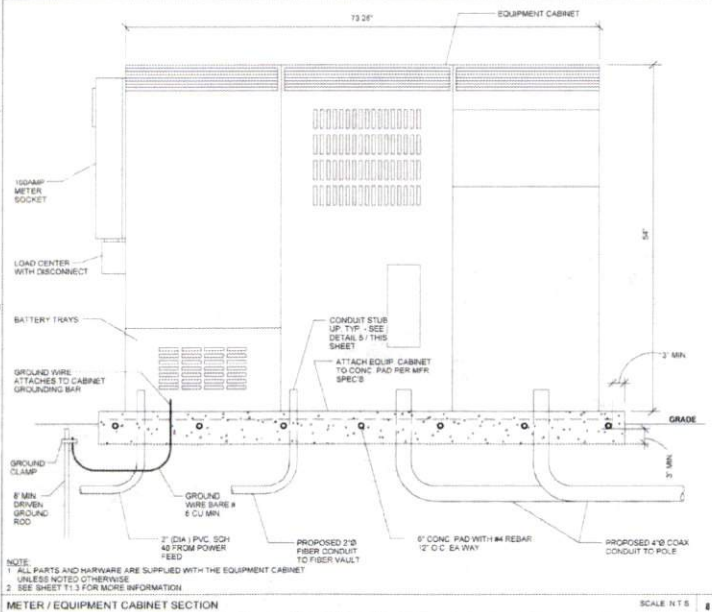 73.26"
EQUIPMENT CABINET
100AMP
METER
SOCKET
54"
LOAD CENTER
WITH DISCONNECT
BATTERY TRAYS
CONDUIT STUB
UP, TYP. - SEE
DETAIL 5 / THIS
SHEET
GROUND WIRE
ATTACHES TO CABINET
GROUNDING BAR
ATTACH EQUIP. CABINET
TO CONC. PAD PER MFR
SPEC'S
3" MIN.
GRADE
3" MIN.
GROUND
CLAMP
8' MIN
DRIVEN
GROUND
ROD
GROUND
WIRE BARE #
6 CU MIN.
2" (DIA.) PVC, SCH
40 FROM POWER
FEED
PROPOSED 2"Ø
FIBER CONDUIT
TO FIBER VAULT
6" CONC. PAD WITH #4 REBAR
12" O.C. EA WAY
PROPOSED 4"Ø COAX
CONDUIT TO POLE
NOTE:
1 ALL PARTS AND HARWARE ARE SUPPLIED WITH THE EQUIPMENT CABINET
UNLESS NOTED OTHERWISE
2 SEE SHEET T1.3 FOR MORE INFORMATION
METER / EQUIPMENT CABINET SECTION
SCALE N.T.S